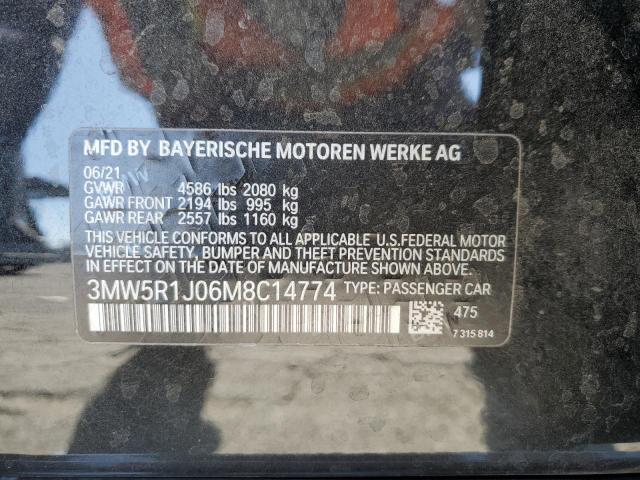 MFD BY BAYERISCHE MOTOREN WERKE AG
06/21
GVWR 4586 lbs 2080 kg
GAWR FRONT 2194 lbs 995 kg
GAWR REAR 2557 lbs 1160 kg
THIS VEHICLE CONFORMS TO ALL APPLICABLE U.S.FEDERAL MOTOR
VEHICLE SAFETY, BUMPER AND THEFT PREVENTION STANDARDS
IN EFFECT ON THE DATE OF MANUFACTURE SHOWN ABOVE.
3MW5R1J06M8C14774 TYPE: PASSENGER CAR
475
7 315 814